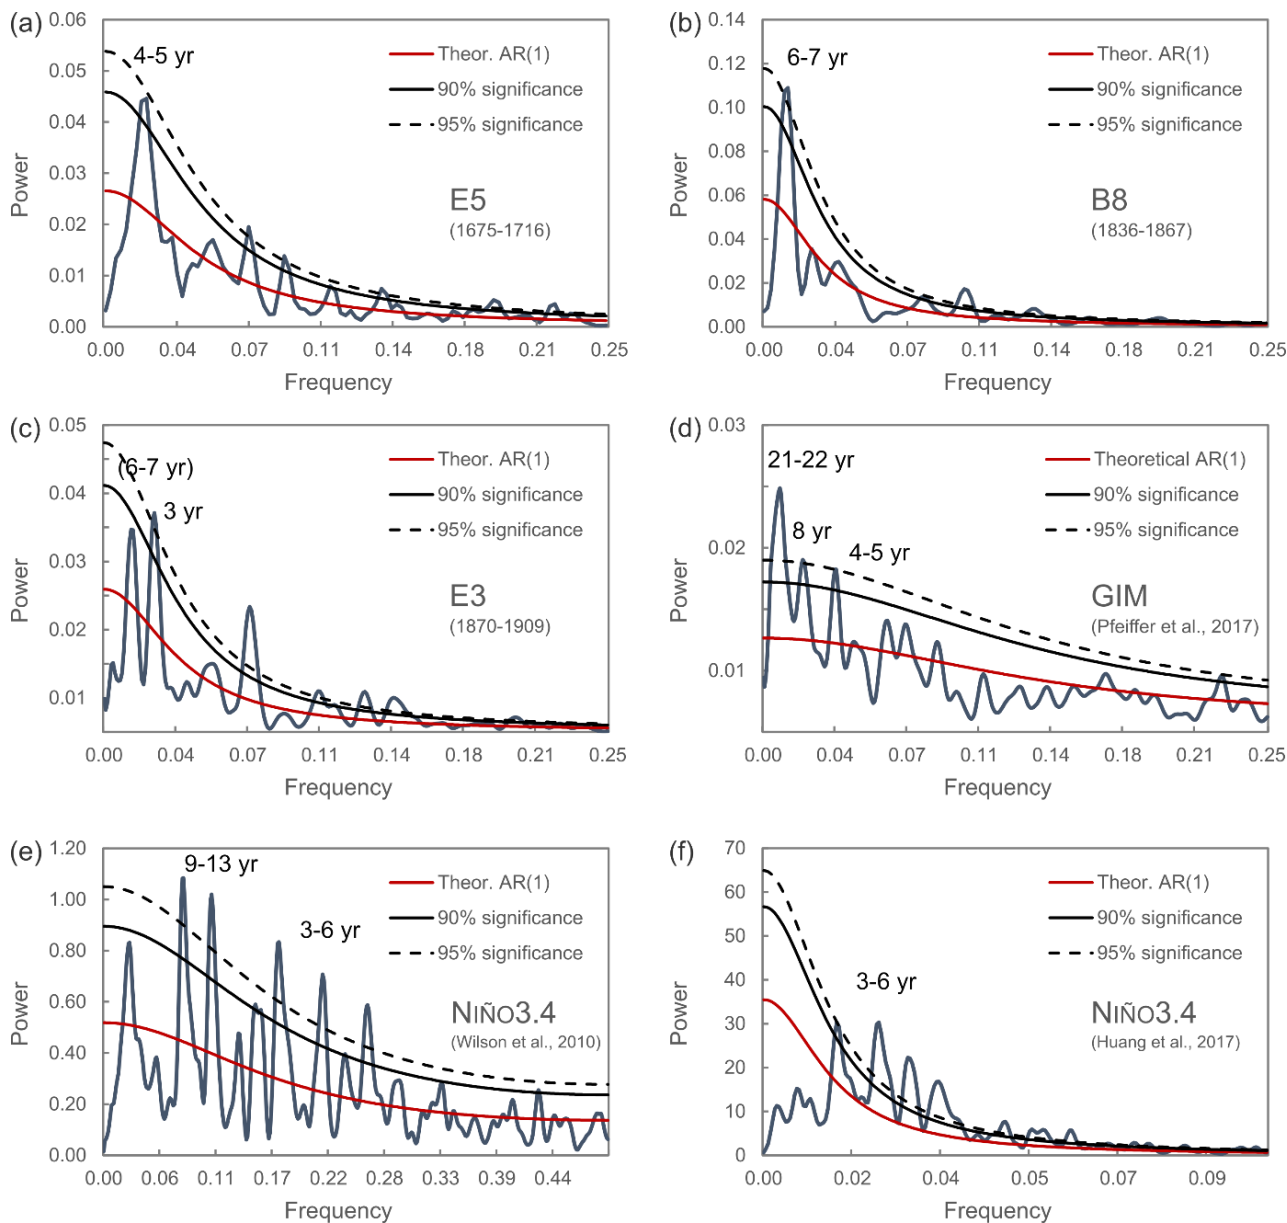 (a)
0.06
0.05
0.04
0.03
0.02
0.01
0.00
Power
4-5 yr
Theor. AR(1)
90% significance
95% significance
E5
(1675-1716)
0.00 0.04 0.07 0.11 0.14 0.18 0.21 0.25
Frequency
(b)
0.14
0.12
0.10
0.08
0.06
0.04
0.02
0.00
Power
6-7 yr
Theor. AR(1)
90% significance
95% significance
B8
(1836-1867)
0.00 0.04 0.07 0.11 0.14 0.18 0.21 0.25
Frequency
(c)
0.05
0.04
0.03
0.02
0.01
Power
(6-7 yr)
3 yr
Theor. AR(1)
90% significance
95% significance
E3
(1870-1909)
0.00 0.04 0.07 0.11 0.14 0.18 0.21 0.25
Frequency
(d)
0.03
0.02
0.01
Power
21-22 yr
8 yr
4-5 yr
Theoretical AR(1)
90% significance
95% significance
GIM
(Pfeiffer et al., 2017)
0.00 0.04 0.07 0.11 0.14 0.18 0.21 0.25
Frequency
(e)
1.20
1.00
0.80
0.60
0.40
0.20
0.00
Power
9-13 yr
3-6 yr
Theor. AR(1)
90% significance
95% significance
NIÑO3.4
(Wilson et al., 2010)
0.00 0.06 0.11 0.17 0.22 0.28 0.33 0.39 0.44
Frequency
(f)
70
60
50
40
30
20
10
0
Power
3-6 yr
Theor. AR(1)
90% significance
95% significance
NIÑO3.4
(Huang et al., 2017)
0.00 0.02 0.04 0.05 0.07 0.09
Frequency